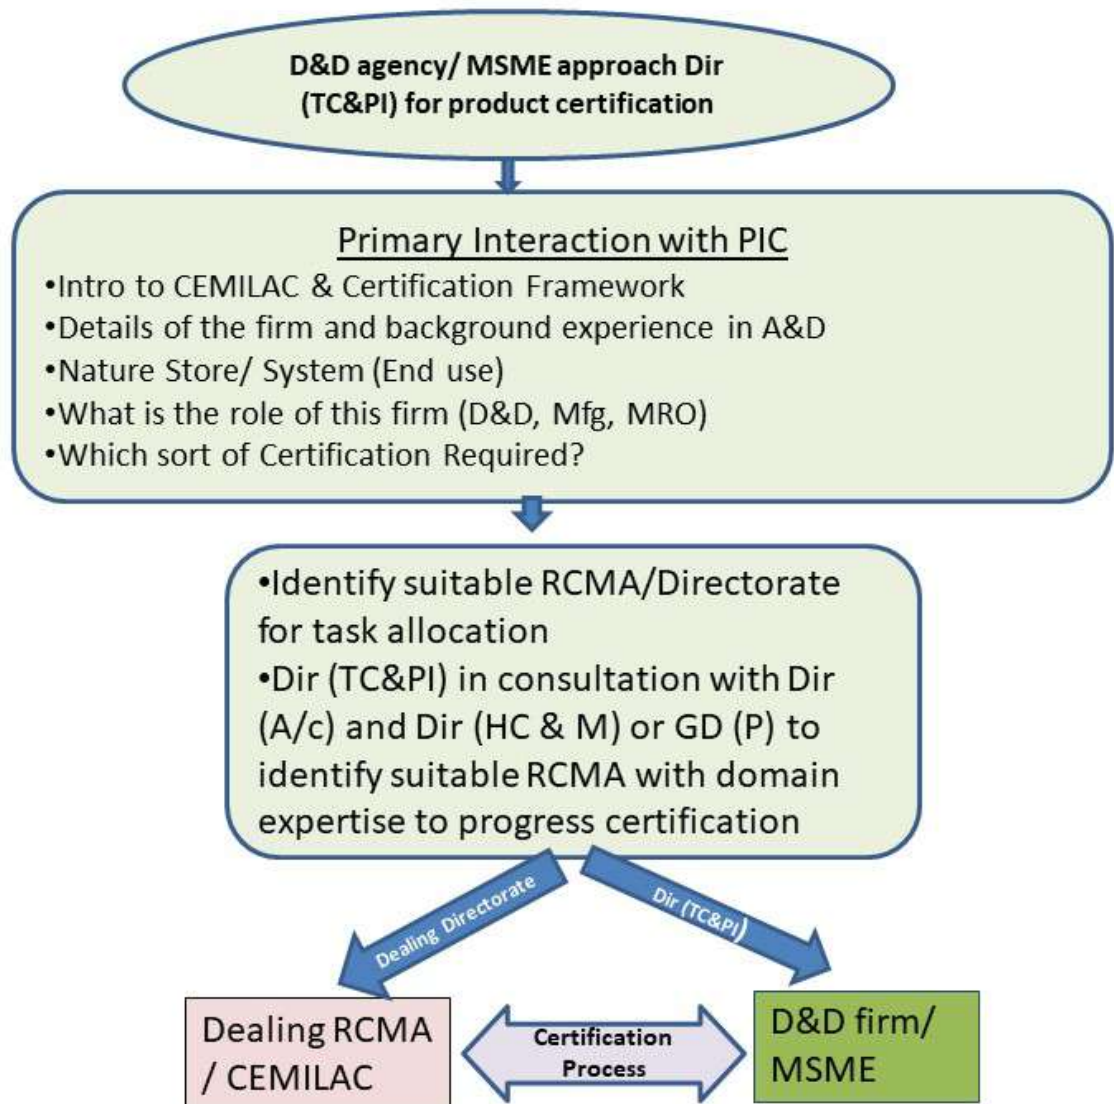 D&D agency/ MSME approach Dir
(TC&PI) for product certification
Primary Interaction with PIC
•Intro to CEMILAC & Certification Framework
•Details of the firm and background experience in A&D
•Nature Store/ System (End use)
•What is the role of this firm (D&D, Mfg, MRO)
•Which sort of Certification Required?
•Identify suitable RCMA/Directorate
for task allocation
•Dir (TC&PI) in consultation with Dir
(A/c) and Dir (HC & M) or GD (P) to
identify suitable RCMA with domain
expertise to progress certification
Dealing Directorate
Dir (TC&PI)
Dealing RCMA
/ CEMILAC
Certification
Process
D&D firm/
MSME